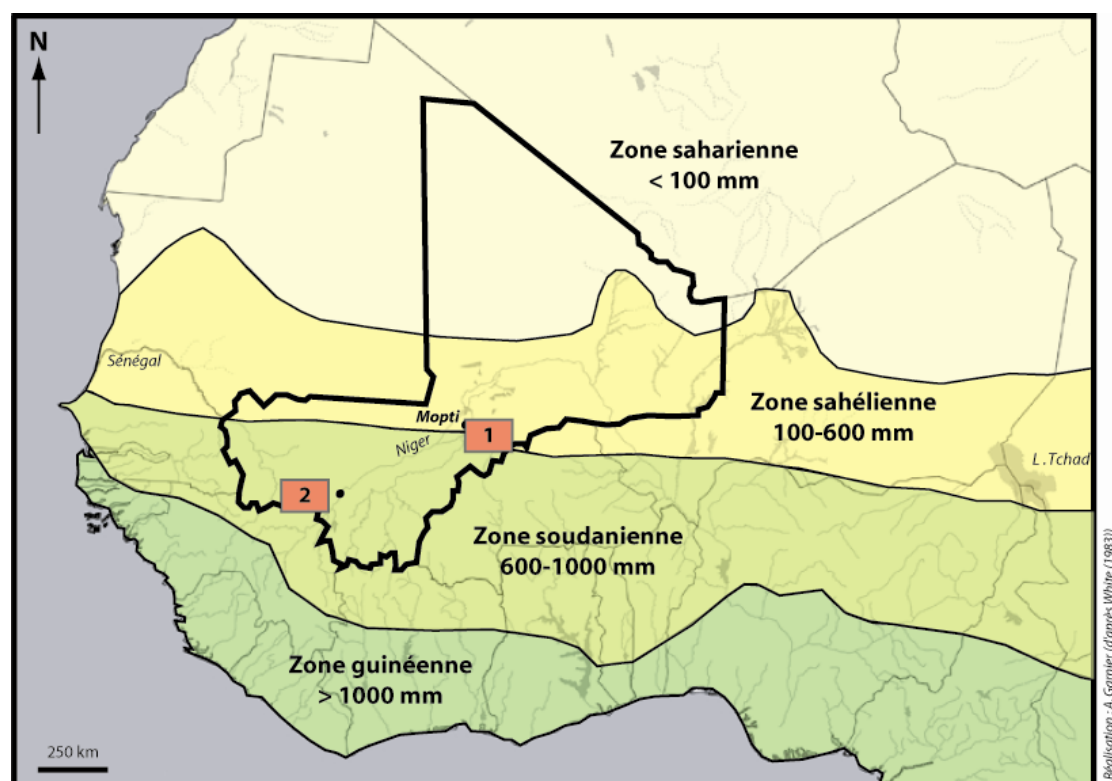 N
Zone saharienne
< 100 mm
Sénégal
Mopti
1
Niger
Zone sahélienne
100-600 mm
L.Tchad
2
Zone soudanienne
600-1000 mm
Zone guinéenne
> 1000 mm
250 km
Réalisation : A. Garnier (d'après White (1983))